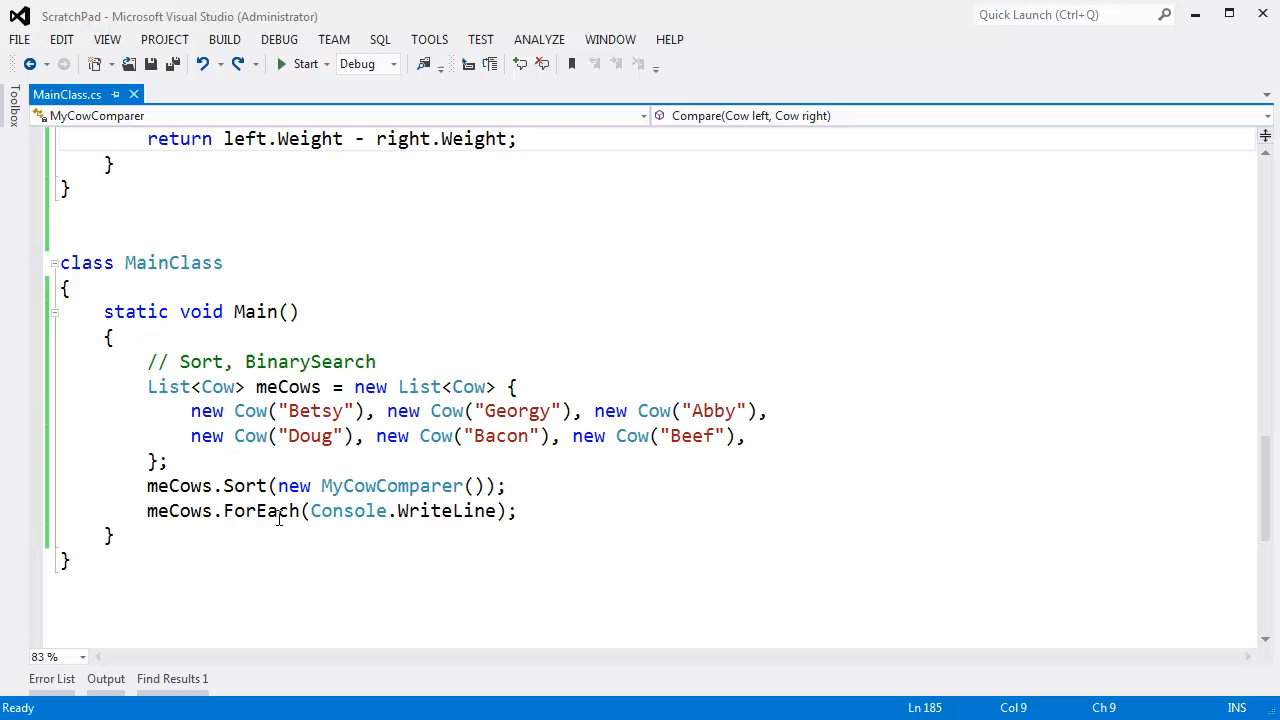 ScratchPad - Microsoft Visual Studio (Administrator)
Quick Launch (Ctrl+Q)
FILE EDIT VIEW PROJECT BUILD DEBUG TEAM SQL TOOLS TEST ANALYZE WINDOW HELP
Start Debug
Toolbox
MainClass.cs
MyCowComparer
Compare(Cow left, Cow right)
return left.Weight - right.Weight;
}
}
class MainClass
{
static void Main()
{
// Sort, BinarySearch
List<Cow> meCows = new List<Cow> {
new Cow("Betsy"), new Cow("Georgy"), new Cow("Abby"),
new Cow("Doug"), new Cow("Bacon"), new Cow("Beef"),
};
meCows.Sort(new MyCowComparer());
meCows.ForEach(Console.WriteLine);
}
}
83 %
Error List Output Find Results 1
Ready Ln 185 Col 9 Ch 9 INS